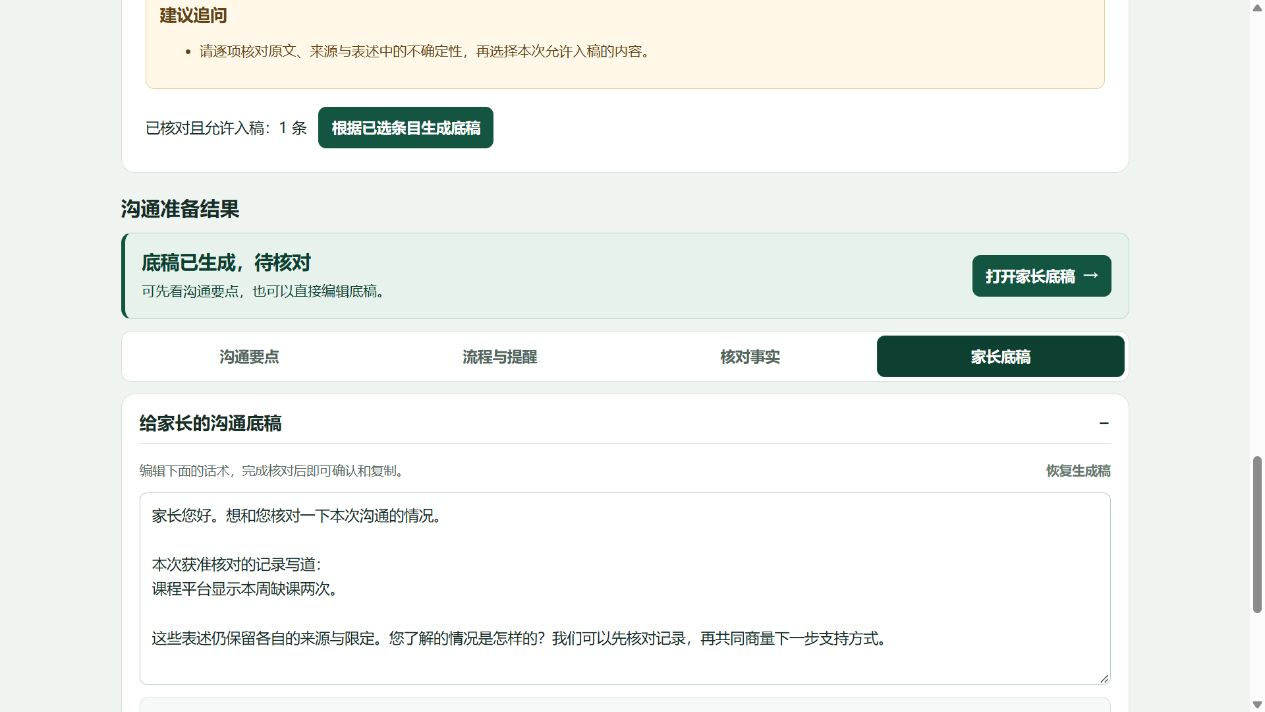 建议追问
• 请逐项核对原文、来源与表述中的不确定性，再选择本次允许入稿的内容。
已核对且允许入稿：1 条 根据已选条目生成底稿
沟通准备结果
底稿已生成，待核对
可先看沟通要点，也可以直接编辑底稿。
打开家长底稿 →
沟通要点 流程与提醒 核对事实 家长底稿
给家长的沟通底稿 −
编辑下面的话术，完成核对后即可确认和复制。 恢复生成稿
家长您好。想和您核对一下本次沟通的情况。
本次获准核对的记录写道：
课程平台显示本周缺课两次。
这些表述仍保留各自的来源与限定。您了解的情况是怎样的？我们可以先核对记录，再共同商量下一步支持方式。